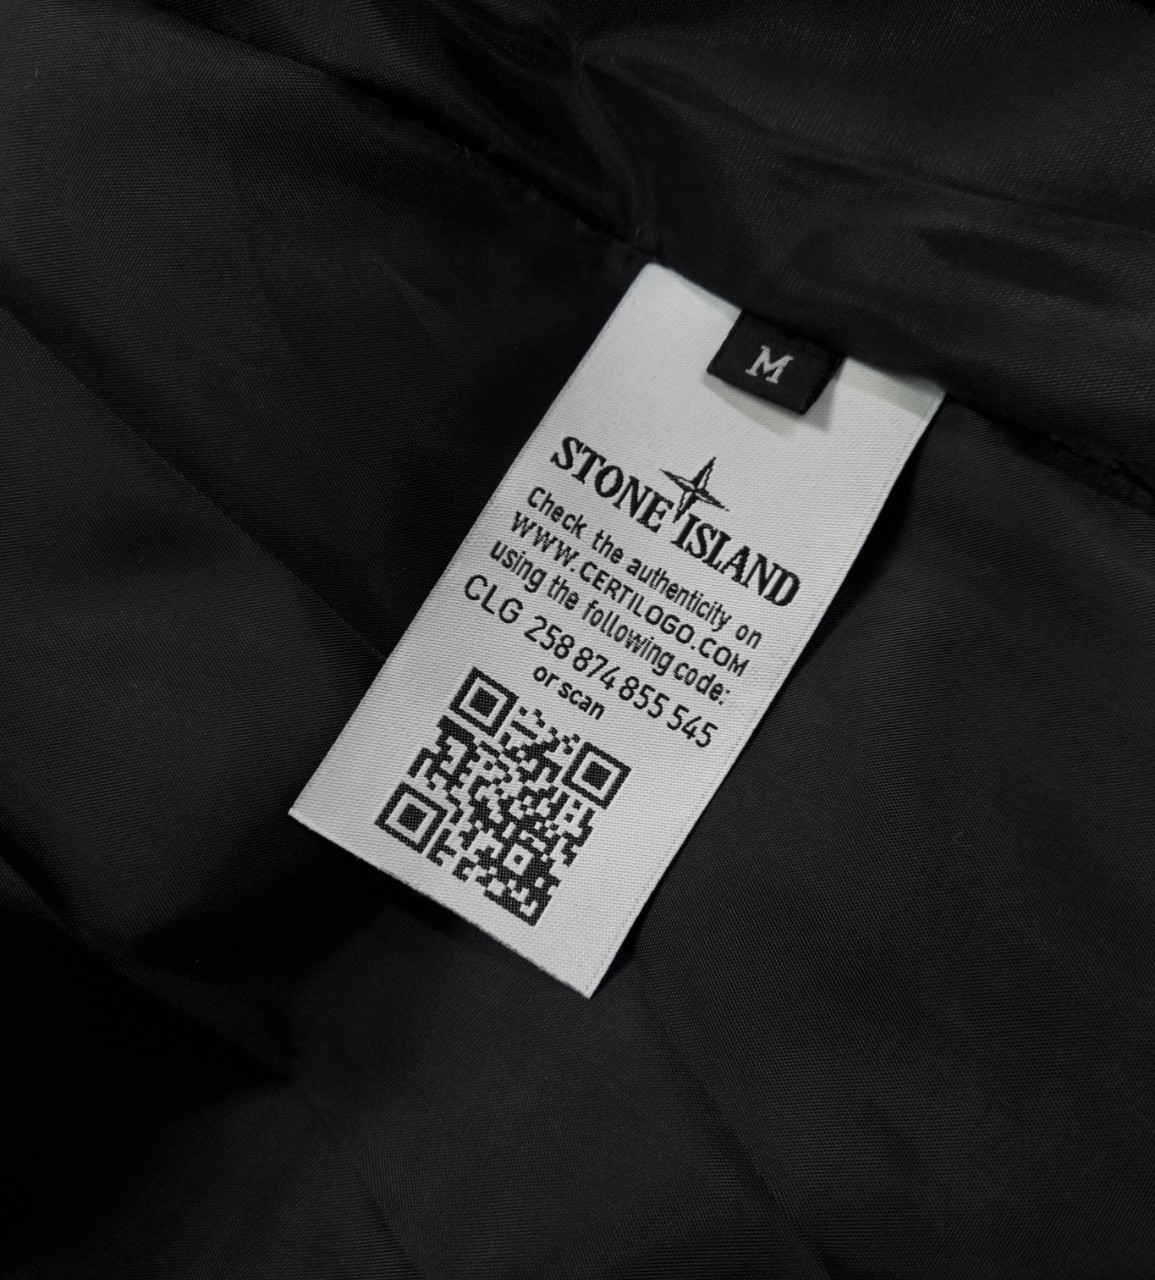 M
STONE ISLAND
Check the authenticity on
WWW.CERTILOGO.COM
using the following code:
CLG 258 874 855 545
or scan